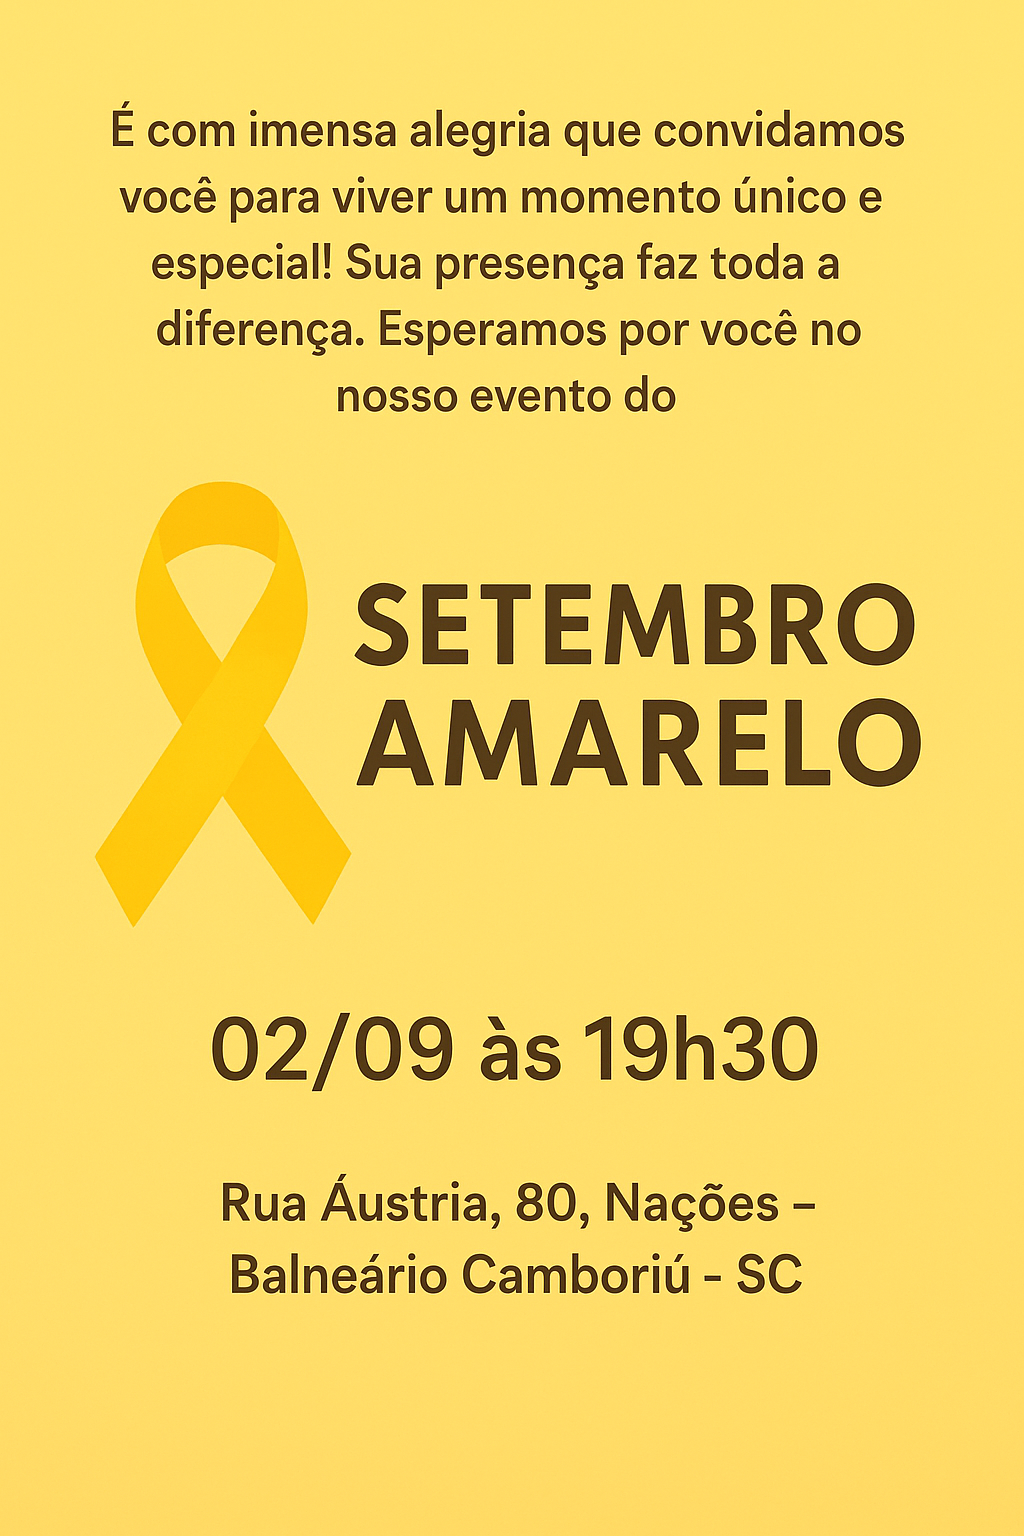 É com imensa alegria que convidamos
você para viver um momento único e
especial! Sua presença faz toda a
diferença. Esperamos por você no
nosso evento do
SETEMBRO
AMARELO
02/09 às 19h30
Rua Áustria, 80, Nações –
Balneário Camboriú - SC